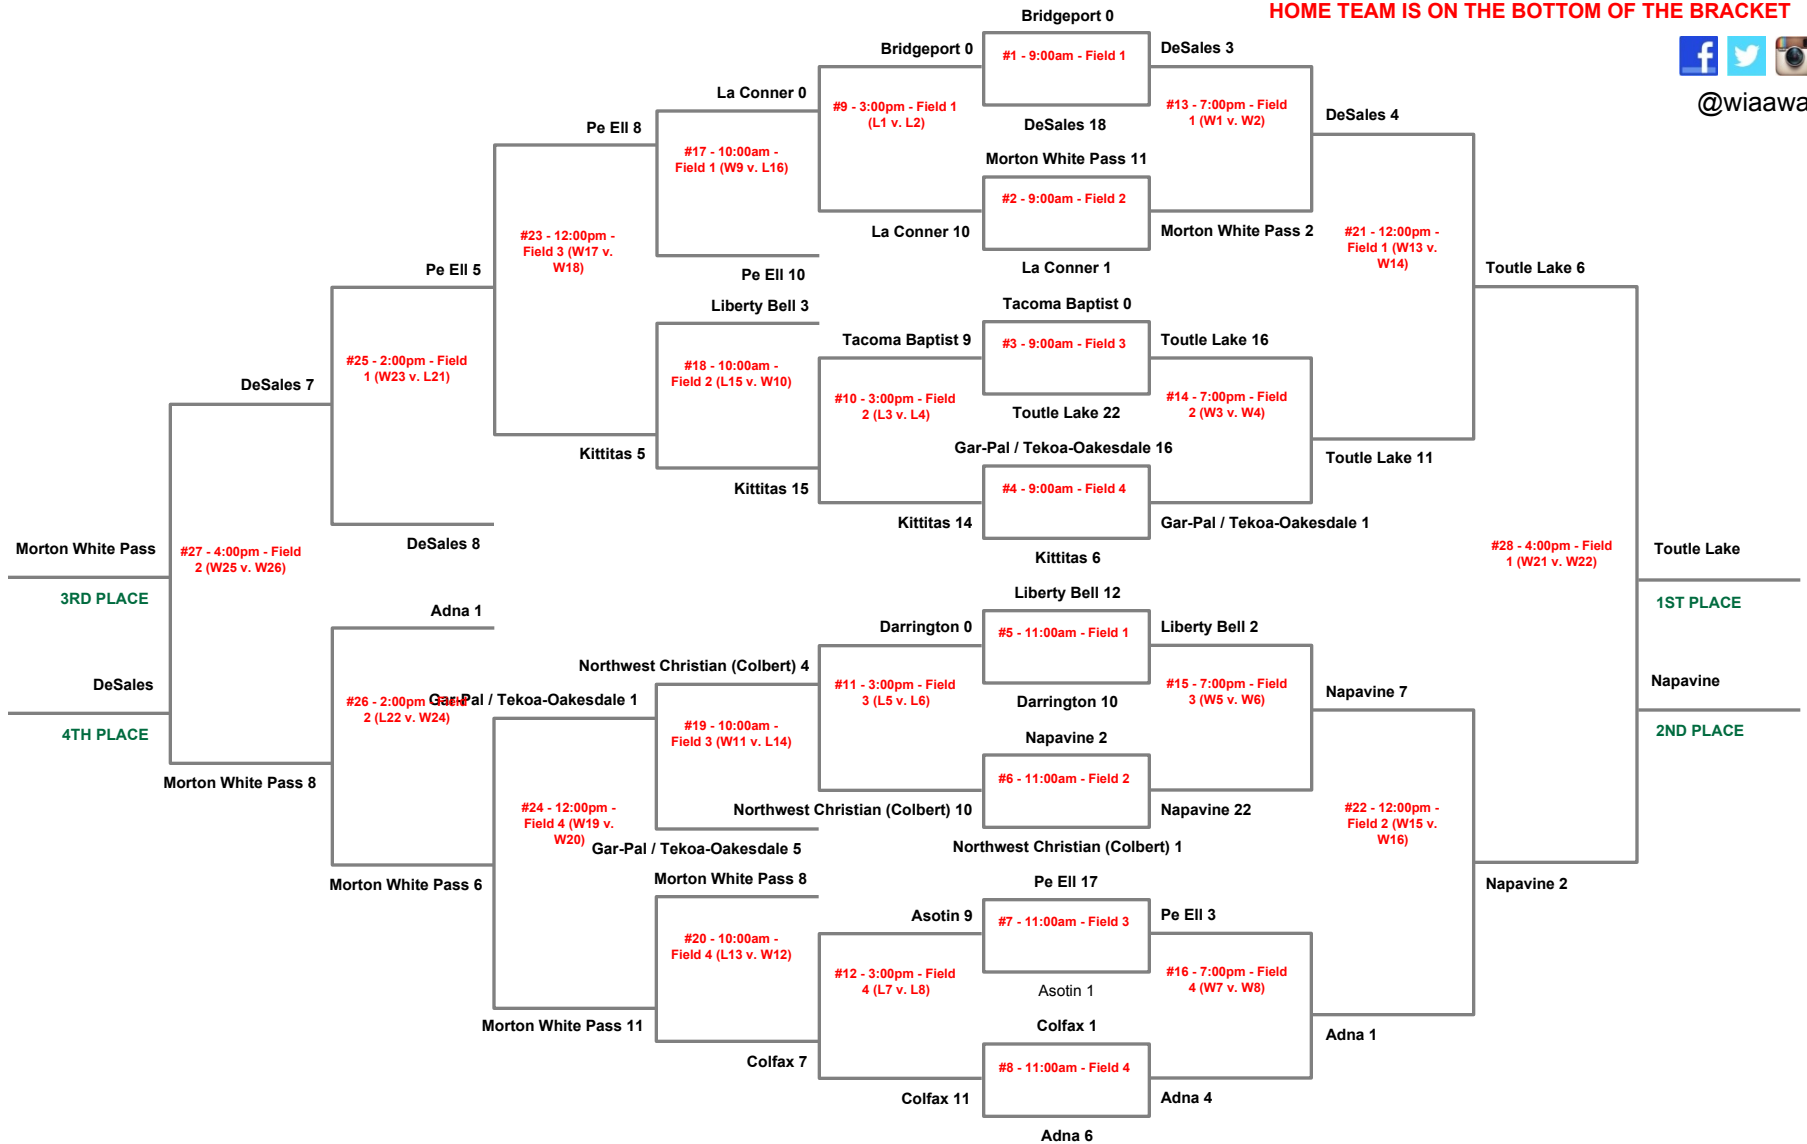 HOME TEAM IS ON THE BOTTOM OF THE BRACKET
@wiaawa
Bridgeport 0
#1 - 9:00am - Field 1
DeSales 18
Morton White Pass 11
#2 - 9:00am - Field 2
La Conner 1
Tacoma Baptist 0
#3 - 9:00am - Field 3
Toutle Lake 22
Gar-Pal / Tekoa-Oakesdale 16
#4 - 9:00am - Field 4
Kittitas 6
Liberty Bell 12
#5 - 11:00am - Field 1
Darrington 10
Napavine 2
#6 - 11:00am - Field 2
Northwest Christian (Colbert) 1
Pe Ell 17
#7 - 11:00am - Field 3
Asotin 1
Colfax 1
#8 - 11:00am - Field 4
Adna 6
DeSales 3
#13 - 7:00pm - Field
1 (W1 v. W2)
Morton White Pass 2
Toutle Lake 16
#14 - 7:00pm - Field
2 (W3 v. W4)
Gar-Pal / Tekoa-Oakesdale 1
Liberty Bell 2
#15 - 7:00pm - Field
3 (W5 v. W6)
Napavine 22
Pe Ell 3
#16 - 7:00pm - Field
4 (W7 v. W8)
Adna 4
DeSales 4
#21 - 12:00pm -
Field 1 (W13 v.
W14)
Toutle Lake 11
Napavine 7
#22 - 12:00pm -
Field 2 (W15 v.
W16)
Adna 1
Toutle Lake 6
#28 - 4:00pm - Field
1 (W21 v. W22)
Napavine 2
Toutle Lake
1ST PLACE
Napavine
2ND PLACE
Bridgeport 0
#9 - 3:00pm - Field 1
(L1 v. L2)
La Conner 10
Tacoma Baptist 9
#10 - 3:00pm - Field
2 (L3 v. L4)
Kittitas 14
Darrington 0
#11 - 3:00pm - Field
3 (L5 v. L6)
Northwest Christian (Colbert) 10
Asotin 9
#12 - 3:00pm - Field
4 (L7 v. L8)
Colfax 11
La Conner 0
#17 - 10:00am -
Field 1 (W9 v. L16)
Pe Ell 10
Liberty Bell 3
#18 - 10:00am -
Field 2 (L15 v. W10)
Kittitas 15
Northwest Christian (Colbert) 4
#19 - 10:00am -
Field 3 (W11 v. L14)
Gar-Pal / Tekoa-Oakesdale 5
Morton White Pass 8
#20 - 10:00am -
Field 4 (L13 v. W12)
Colfax 7
Pe Ell 8
#23 - 12:00pm -
Field 3 (W17 v.
W18)
Kittitas 5
Gar-Pal / Tekoa-Oakesdale 1
#24 - 12:00pm -
Field 4 (W19 v.
W20)
Morton White Pass 11
Pe Ell 5
#25 - 2:00pm - Field
1 (W23 v. L21)
DeSales 8
Adna 1
#26 - 2:00pm - Field
2 (L22 v. W24)
Morton White Pass 6
DeSales 7
#27 - 4:00pm - Field
2 (W25 v. W26)
Morton White Pass 8
Morton White Pass
3RD PLACE
DeSales
4TH PLACE